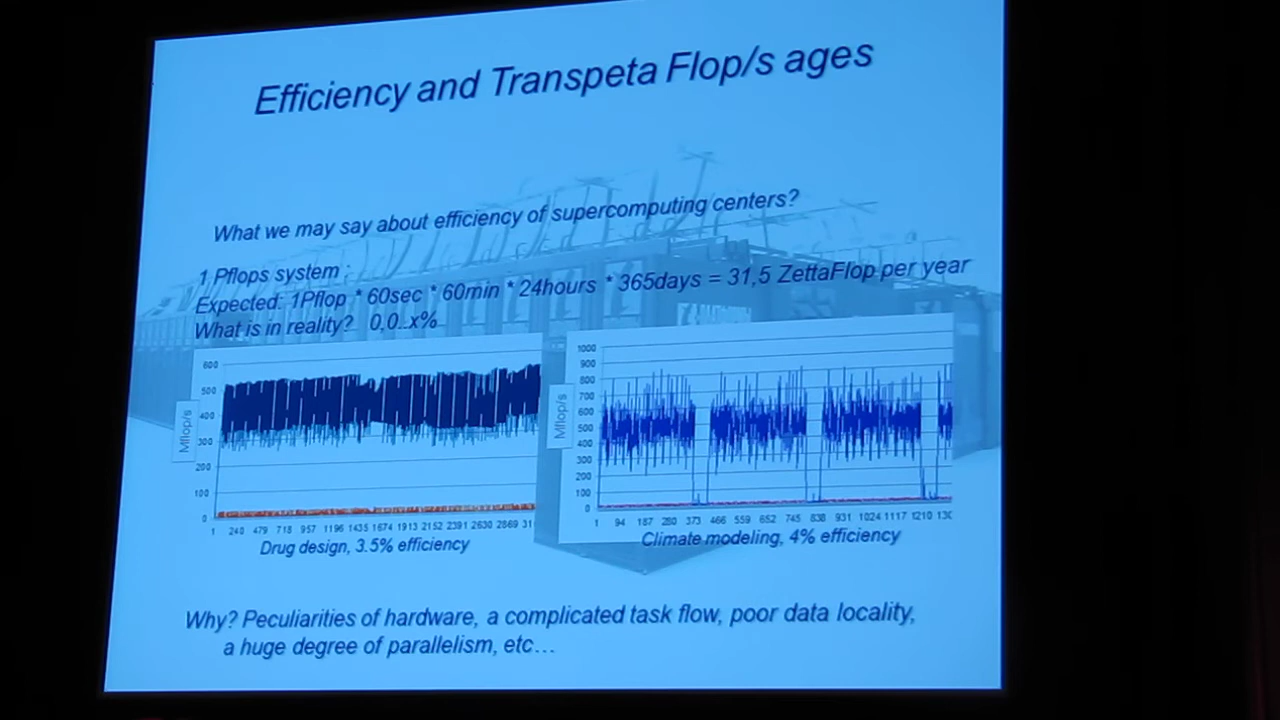 Efficiency and Transpeta Flop/s ages
What we may say about efficiency of supercomputing centers?
1 Pflops system :
Expected: 1Pflop * 60sec * 60min * 24hours * 365days = 31,5 ZettaFlop per year
What is in reality? 0,0..x%
600
500
400
300
200
100
0
Mflop/s
1 240 479 718 957 1196 1435 1674 1913 2152 2391 2630 2869
Drug design, 3.5% efficiency
1000
900
800
700
600
500
400
300
200
100
0
Mflop/s
1 94 187 280 373 466 559 652 745 838 931 1024 1117 1210
Climate modeling, 4% efficiency
Why? Peculiarities of hardware, a complicated task flow, poor data locality,
a huge degree of parallelism, etc…